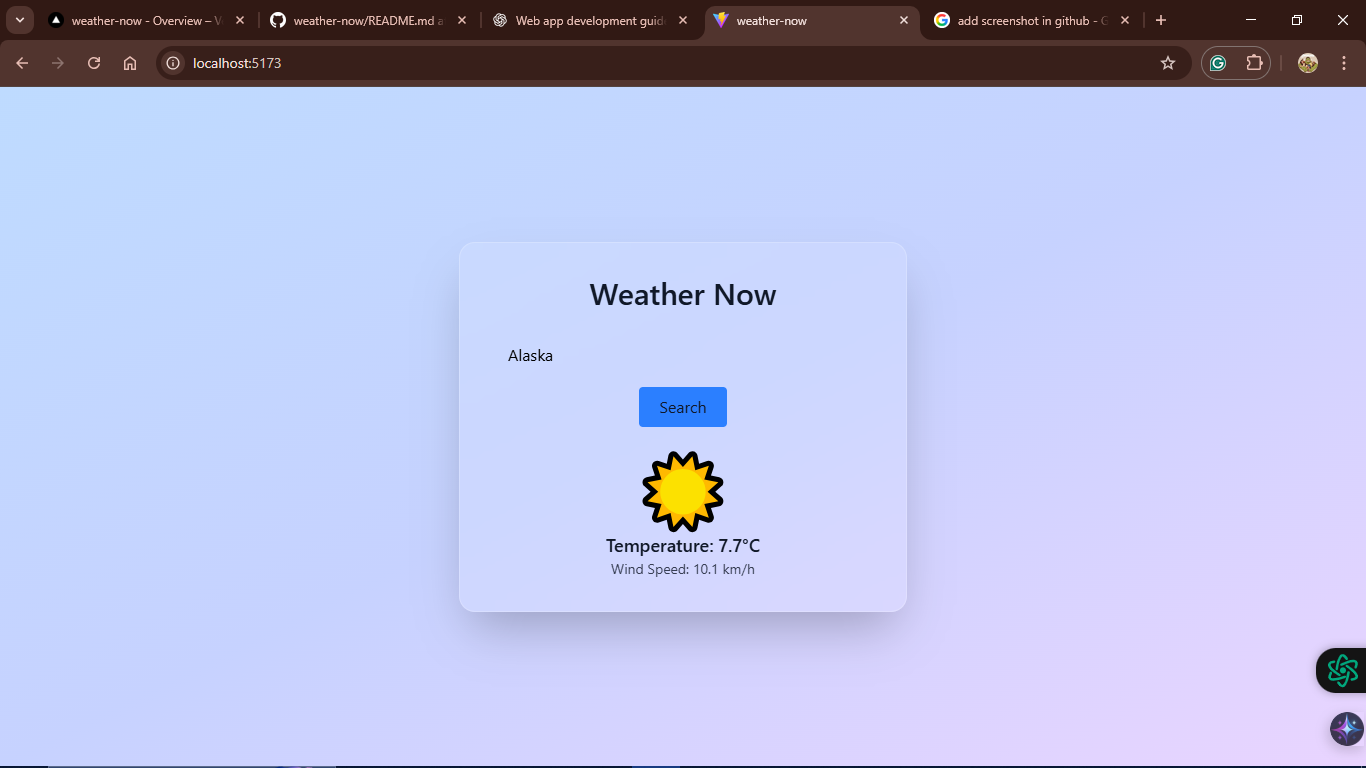 weather-now - Overview – V
weather-now/README.md a
Web app development guid
weather-now
add screenshot in github - G
localhost:5173
Weather Now
Alaska
Search
Temperature: 7.7°C
Wind Speed: 10.1 km/h